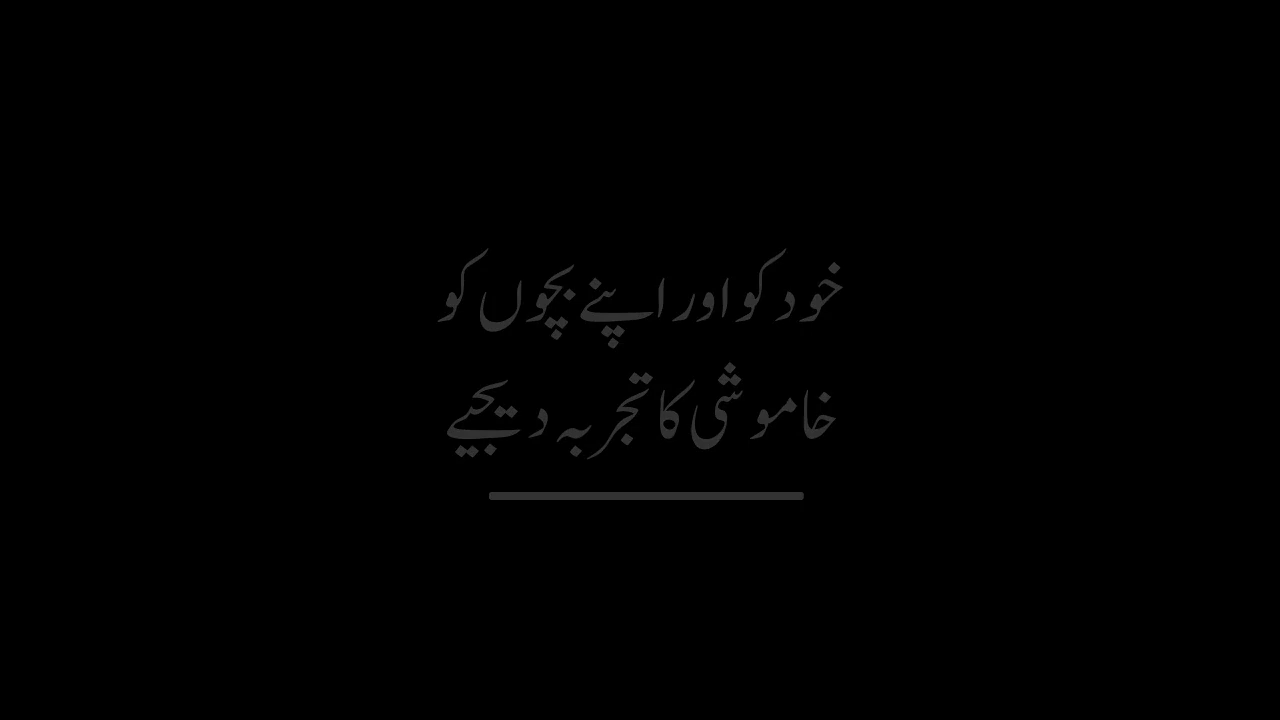 خود کو اور اپنے بچوں کو
خاموشی کا تجربہ دیجیے